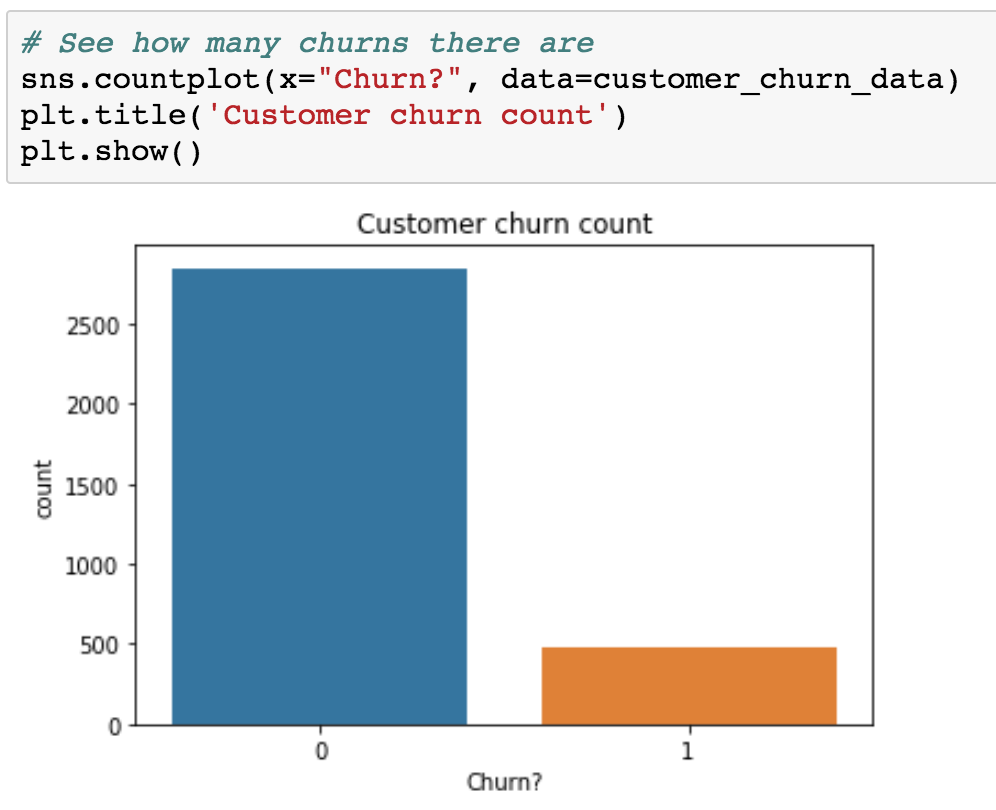 # See how many churns there are
sns.countplot(x="Churn?", data=customer_churn_data)
plt.title('Customer churn count')
plt.show()
Customer churn count
2500
2000
1500
1000
500
0
count
0 1
Churn?